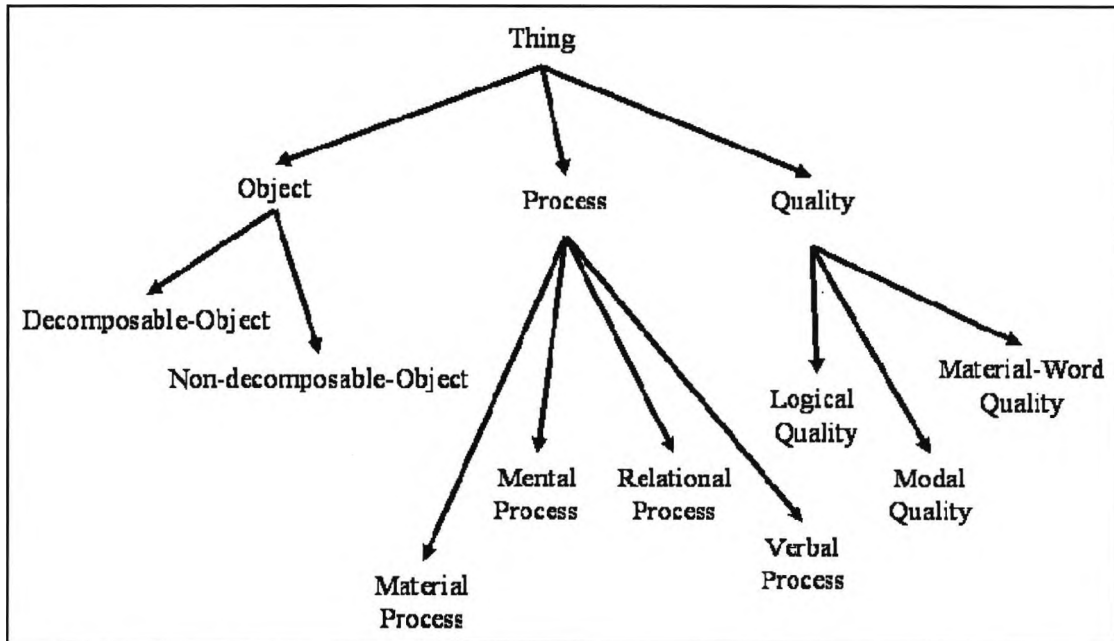 Thing
Object
Process
Quality
Decomposable-Object
Non-decomposable-Object
Material-Word
Quality
Logical
Quality
Mental
Process
Relational
Process
Modal
Quality
Verbal
Process
Material
Process